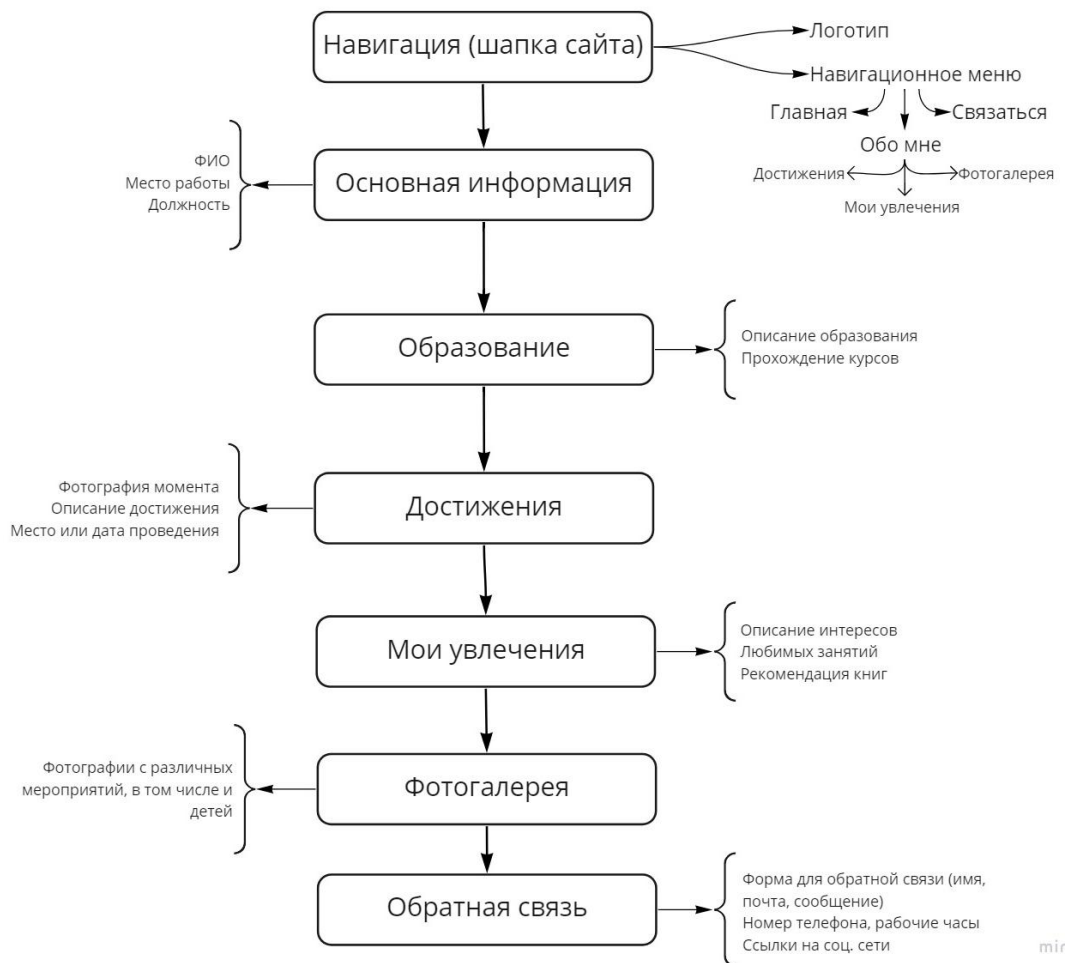 Навигация (шапка сайта)
Логотип
Навигационное меню
Главная
Связаться
Обо мне
Достижения
Фотогалерея
Мои увлечения
ФИО
Место работы
Должность
Основная информация
Образование
Описание образования
Прохождение курсов
Фотография момента
Описание достижения
Место или дата проведения
Достижения
Мои увлечения
Описание интересов
Любимых занятий
Рекомендация книг
Фотографии с различных
мероприятий, в том числе и
детей
Фотогалерея
Обратная связь
Форма для обратной связи (имя,
почта, сообщение)
Номер телефона, рабочие часы
Ссылки на соц. сети